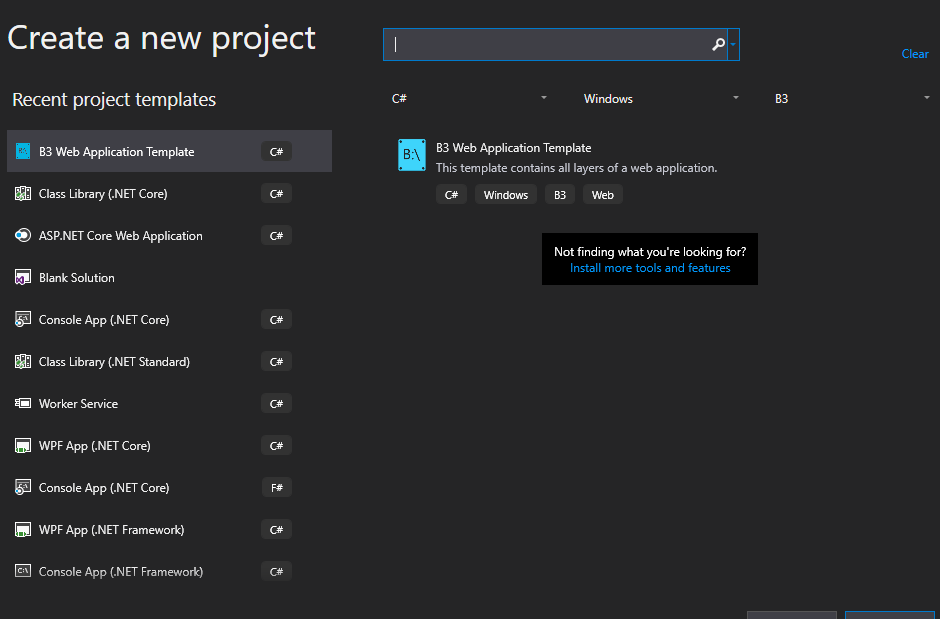 Create a new project
Clear
Recent project templates
C#
Windows
B3
B3 Web Application Template
C#
Class Library (.NET Core)
C#
ASP.NET Core Web Application
C#
Blank Solution
Console App (.NET Core)
C#
Class Library (.NET Standard)
C#
Worker Service
C#
WPF App (.NET Core)
C#
Console App (.NET Core)
F#
WPF App (.NET Framework)
C#
Console App (.NET Framework)
C#
B:\
B3 Web Application Template
This template contains all layers of a web application.
C#
Windows
B3
Web
Not finding what you're looking for?
Install more tools and features